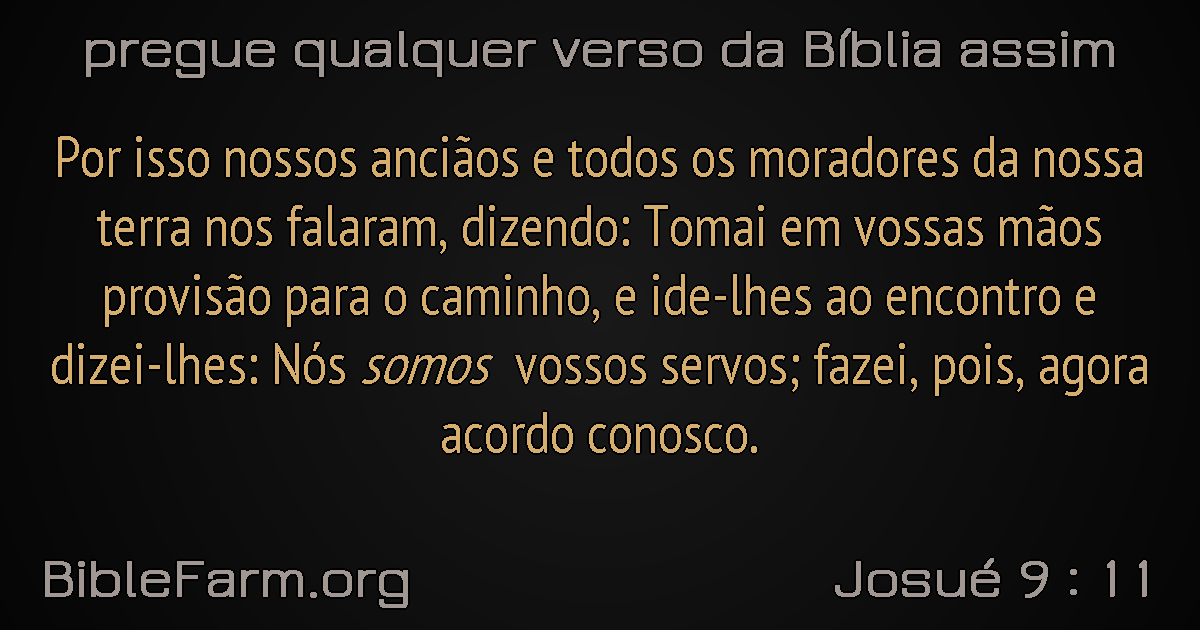 pregue qualquer verso da Bíblia assim
Por isso nossos anciãos e todos os moradores da nossa
terra nos falaram, dizendo: Tomai em vossas mãos
provisão para o caminho, e ide-lhes ao encontro e
dizei-lhes: Nós somos vossos servos; fazei, pois, agora
acordo conosco.
BibleFarm.org
Josué 9 : 11